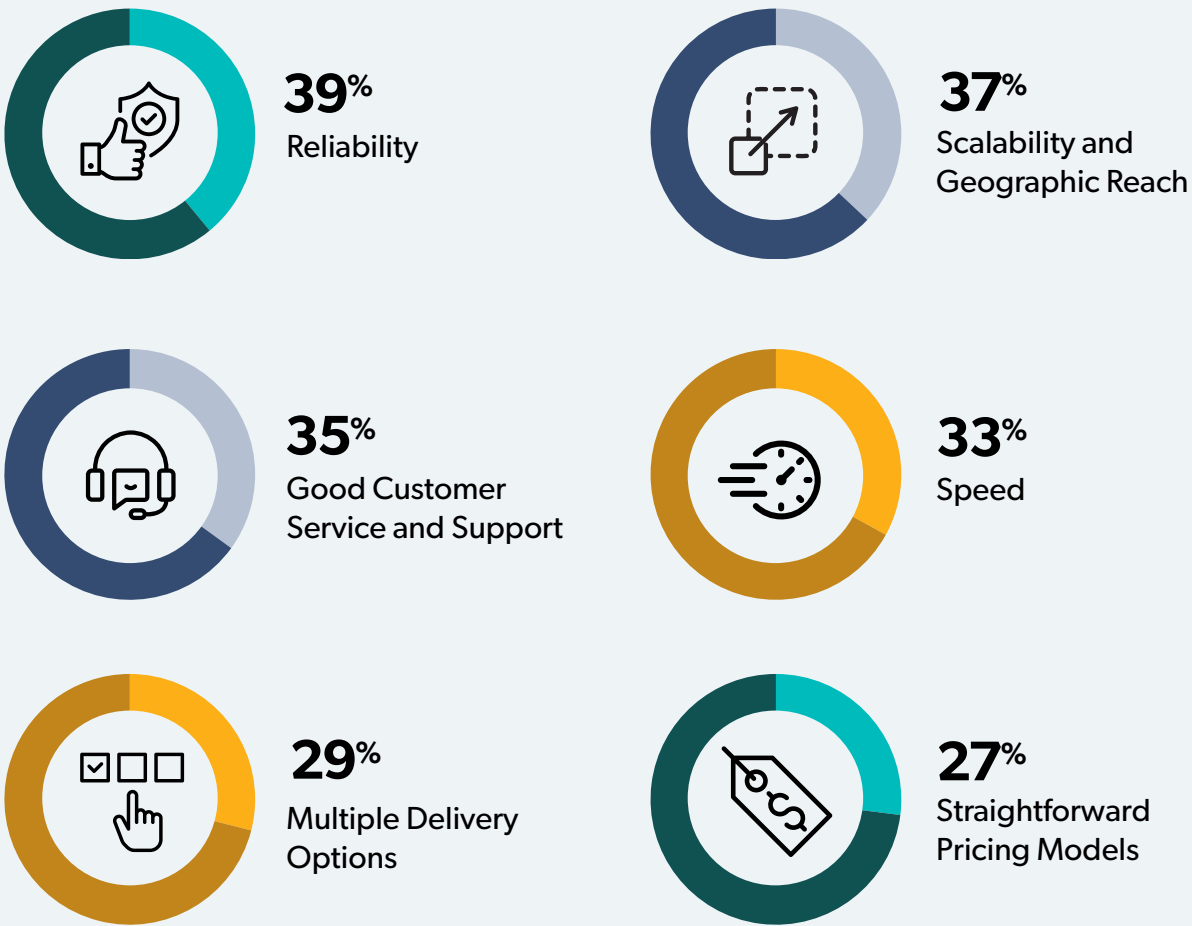 39%
Reliability
37%
Scalability and
Geographic Reach
35%
Good Customer
Service and Support
33%
Speed
29%
Multiple Delivery
Options
27%
Straightforward
Pricing Models